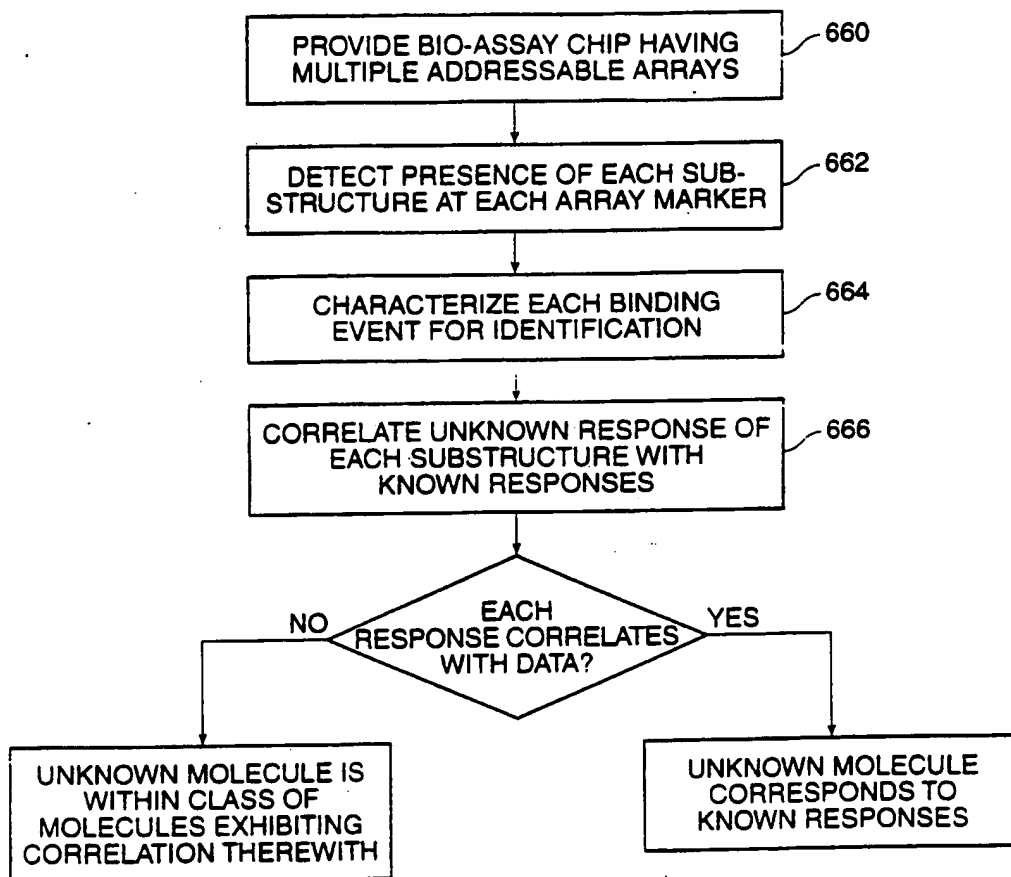 PROVIDE BIO-ASSAY CHIP HAVING
MULTIPLE ADDRESSABLE ARRAYS
660
DETECT PRESENCE OF EACH SUB-
STRUCTURE AT EACH ARRAY MARKER
662
CHARACTERIZE EACH BINDING
EVENT FOR IDENTIFICATION
664
CORRELATE UNKNOWN RESPONSE OF
EACH SUBSTRUCTURE WITH
KNOWN RESPONSES
666
EACH
RESPONSE CORRELATES
WITH DATA?
NO
YES
UNKNOWN MOLECULE IS
WITHIN CLASS OF
MOLECULES EXHIBITING
CORRELATION THEREWITH
UNKNOWN MOLECULE
CORRESPONDS TO
KNOWN RESPONSES